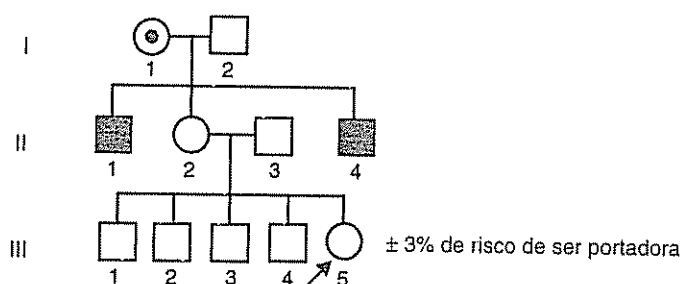 I
1 2
II
1 2 3 4
III
1 2 3 4 5
± 3% de risco de ser portadora